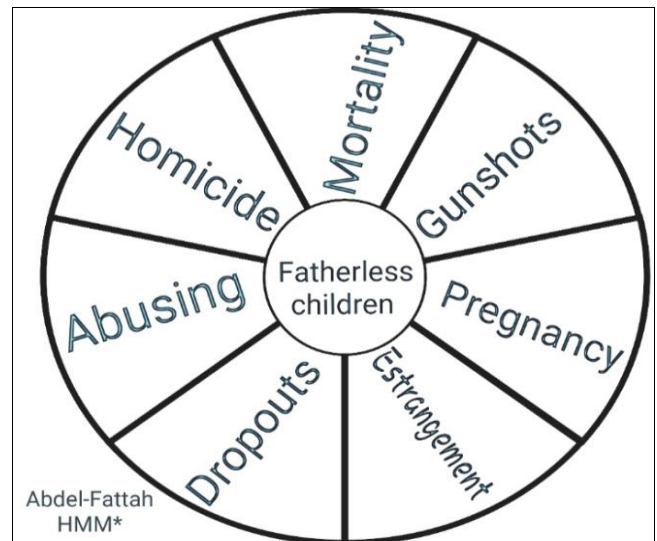 Mortality
Gunshots
Pregnancy
Estrangement
Dropouts
Abusing
Homicide
Fatherless
children
Abdel-Fattah
HMM*